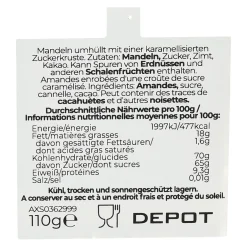 Mandeln umhüllt mit einer karamellisierten
Zuckerkruste. Zutaten: Mandeln, Zucker, Zimt,
Kakao. Kann Spuren von Erdnüssen und
anderen Schalenfrüchten enthalten.
Amandes enrobées d'une croûte de sucre
caramélisé. Ingrédients: Amandes, sucre,
cannelle, cacao. Peut contenir des traces de
cacahuètes et d'autres noisettes.
Durchschnittliche Nährwerte pro 100g /
Informations nutritionnelles moyennes pour 100g:
Energie/énergie 1997kJ/477kcal
Fett/matières grasses 18g
davon gesättigte Fettsäuren/ 1,6g
dont acides gras saturés
Kohlenhydrate/glucides 70g
davon Zucker/dont sucres 65g
Eiweiß/protéines 9,3g
Salz/sel 0,01g
Kühl, trocken und sonnengeschützt lagern.
A conserver au sec et à un endroit frais et protégé du soleil.
AXS0362999
110g e DEPOT